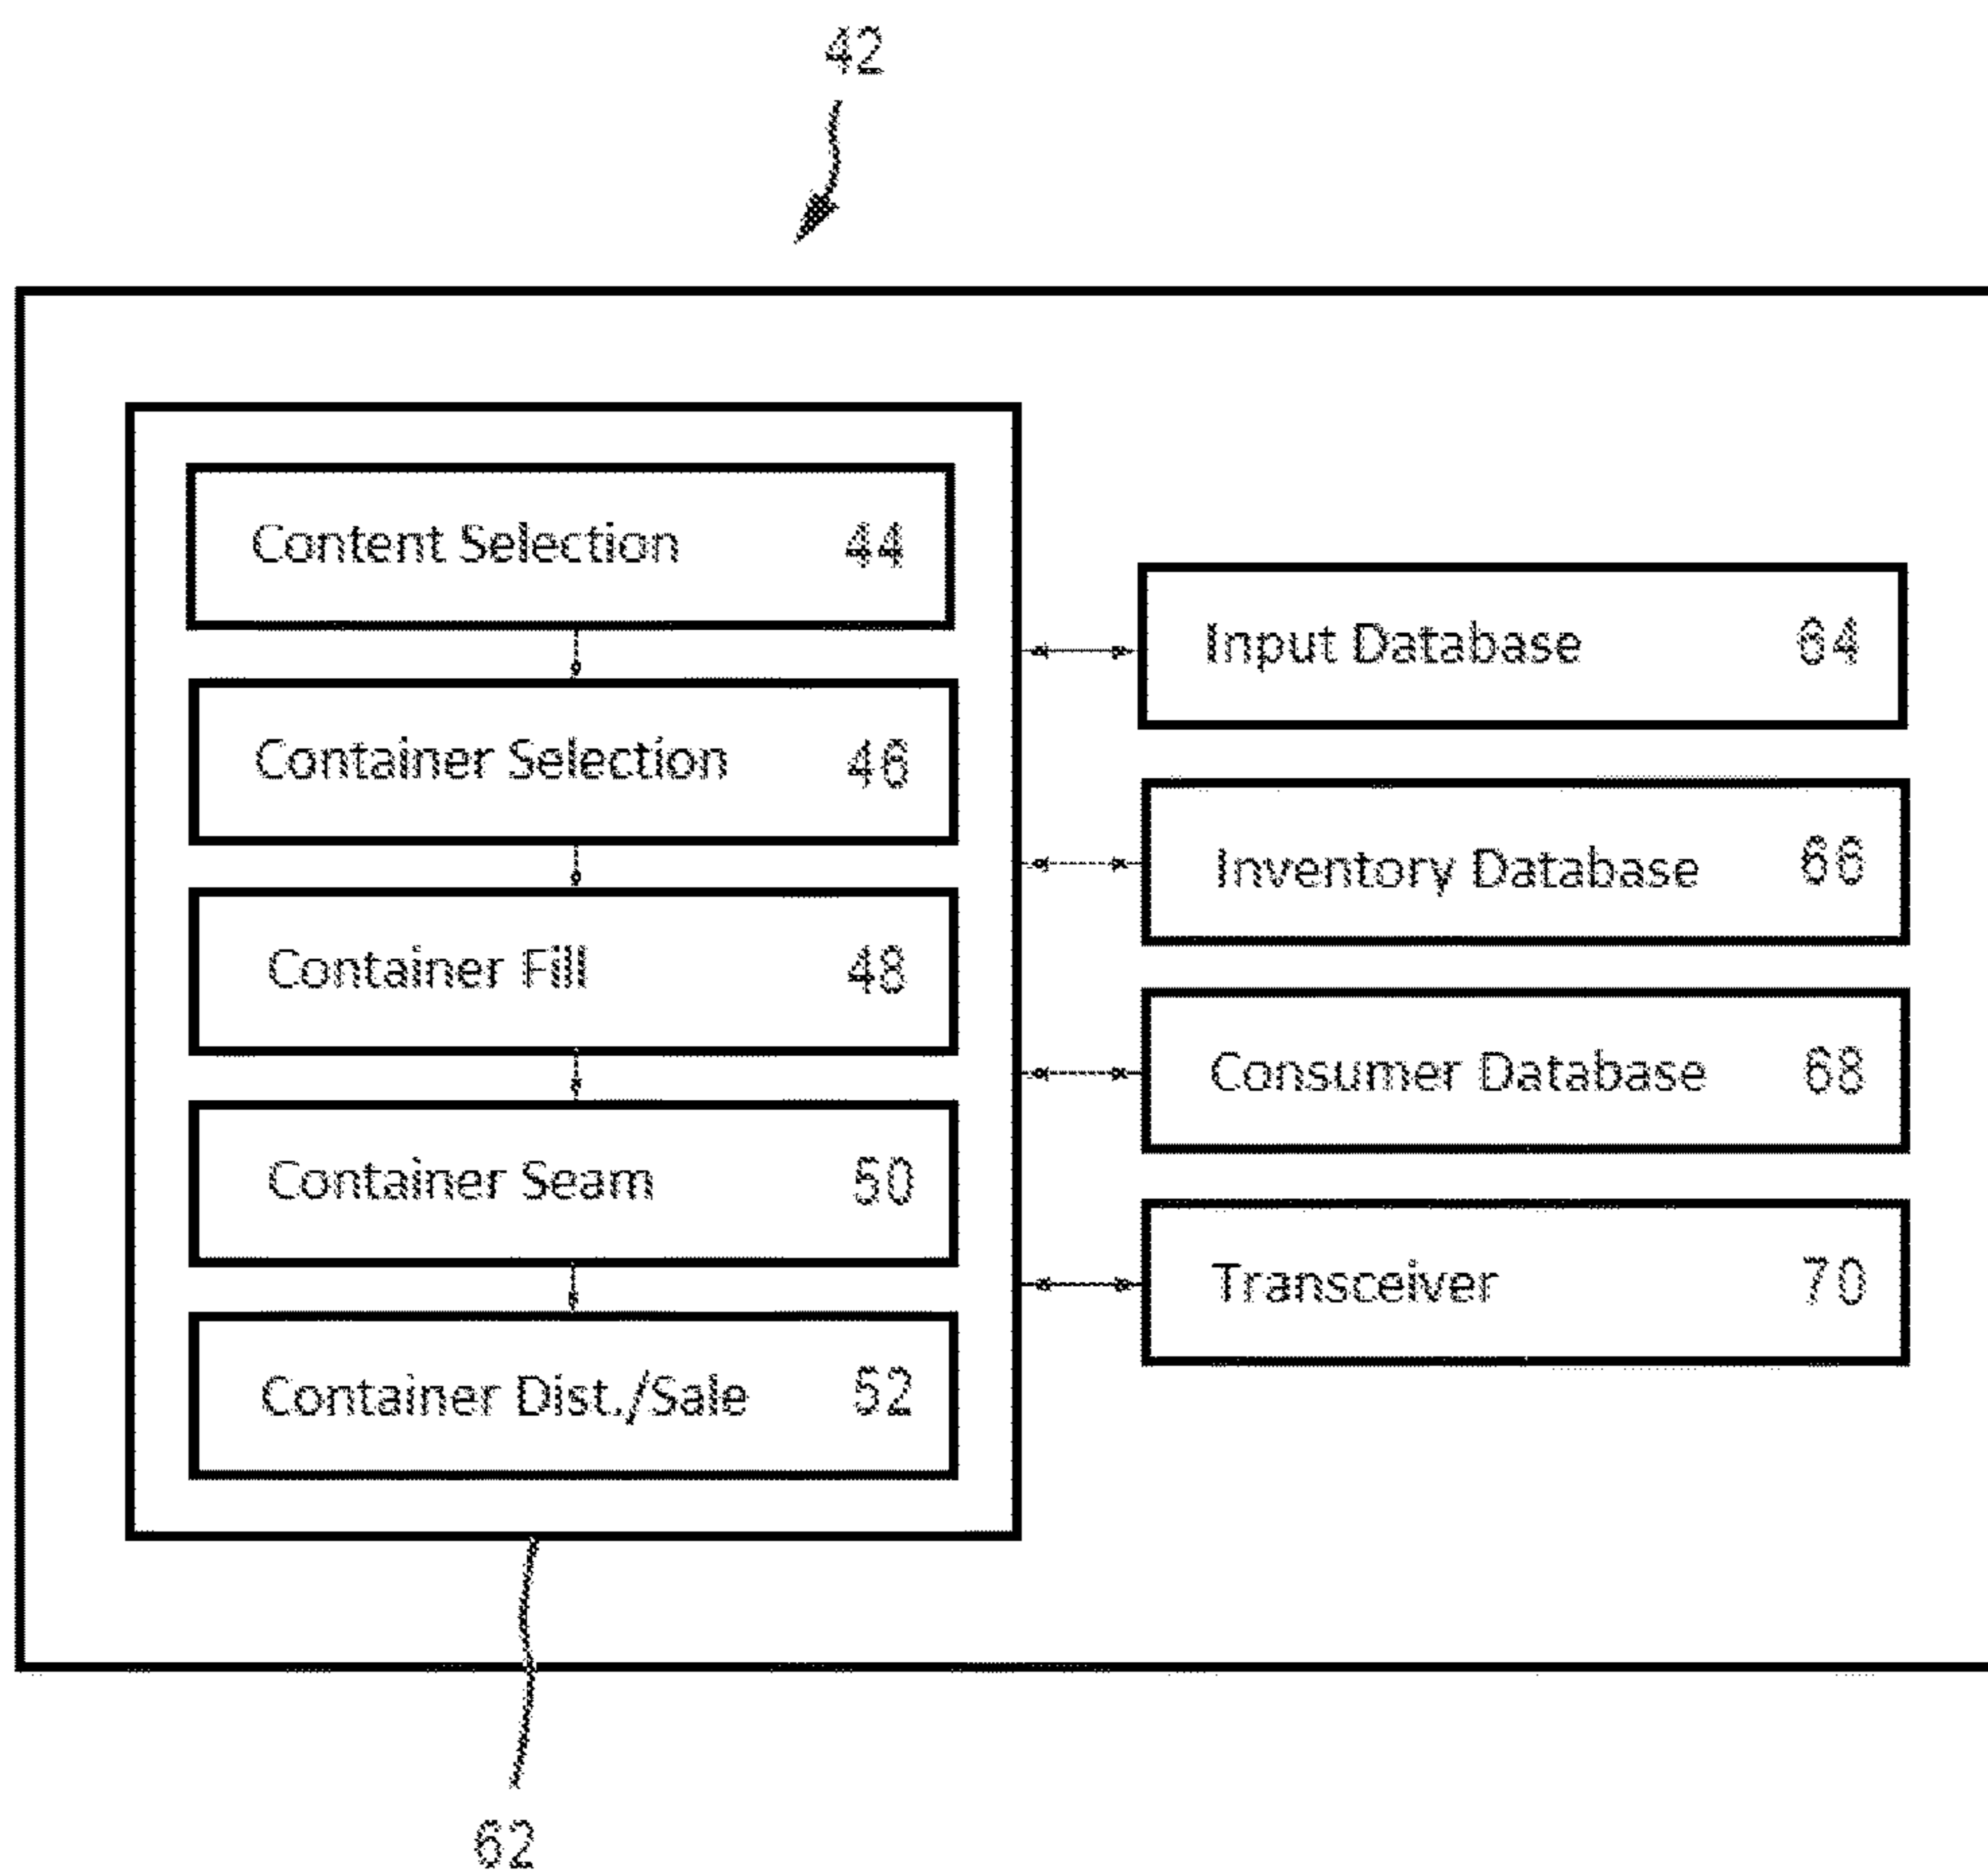 42
Content Selection 44
Container Selection 46
Container Fill 48
Container Seam 50
Container Dist./Sale 52
Input Database 64
Inventory Database 66
Consumer Database 68
Transceiver 70
62